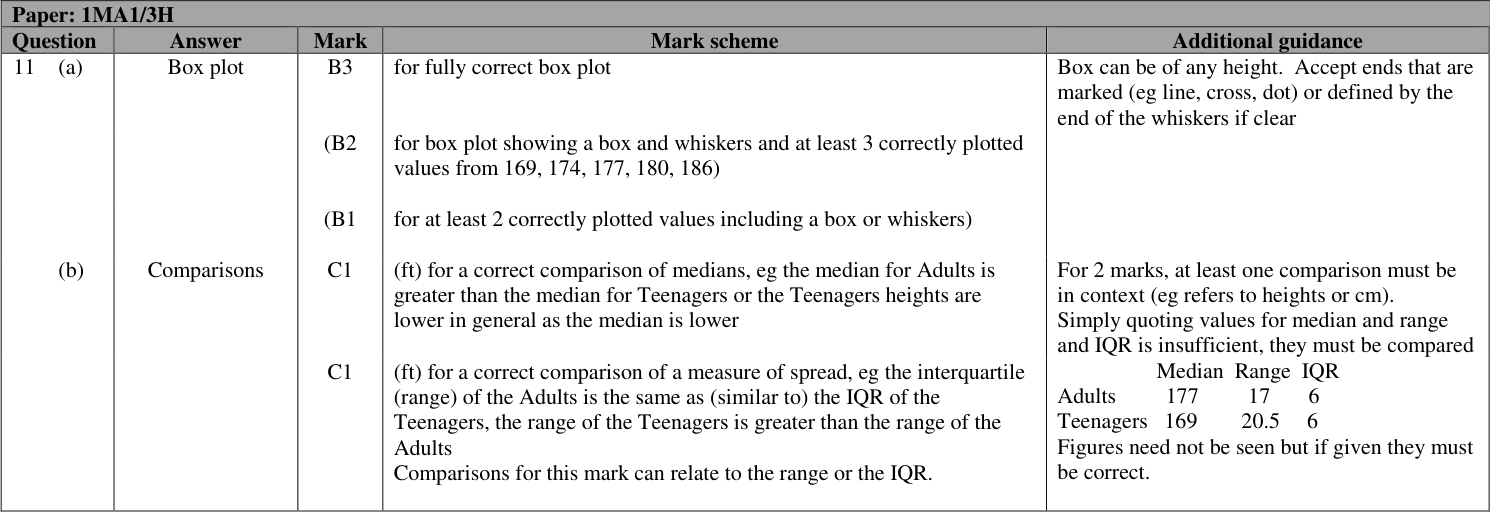 Paper: 1MA1/3H
Question Answer Mark Mark scheme Additional guidance
11 (a) Box plot B3 for fully correct box plot Box can be of any height. Accept ends that are
marked (eg line, cross, dot) or defined by the
end of the whiskers if clear
(B2 for box plot showing a box and whiskers and at least 3 correctly plotted
values from 169, 174, 177, 180, 186)
(B1 for at least 2 correctly plotted values including a box or whiskers)
(b) Comparisons C1 (ft) for a correct comparison of medians, eg the median for Adults is
greater than the median for Teenagers or the Teenagers heights are
lower in general as the median is lower
For 2 marks, at least one comparison must be
in context (eg refers to heights or cm).
Simply quoting values for median and range
and IQR is insufficient, they must be compared
C1 (ft) for a correct comparison of a measure of spread, eg the interquartile
(range) of the Adults is the same as (similar to) the IQR of the
Teenagers, the range of the Teenagers is greater than the range of the
Adults
Comparisons for this mark can relate to the range or the IQR.
Median Range IQR
Adults 177 17 6
Teenagers 169 20.5 6
Figures need not be seen but if given they must
be correct.